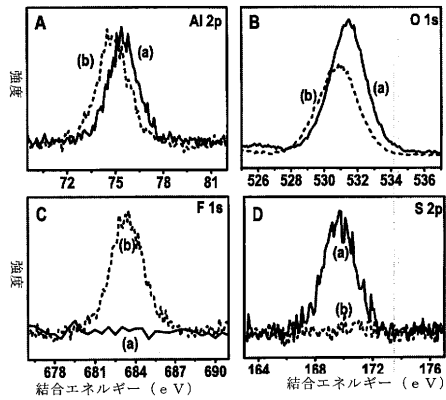 A
Al 2p
(b)
(a)
強度
72
75
78
81
B
O 1s
(a)
(b)
526
528
530
532
534
536
C
F 1s
(b)
(a)
強度
678
681
684
687
690
結合エネルギー(eV)
D
S 2p
(a)
(b)
164
168
172
176
結合エネルギー(eV)